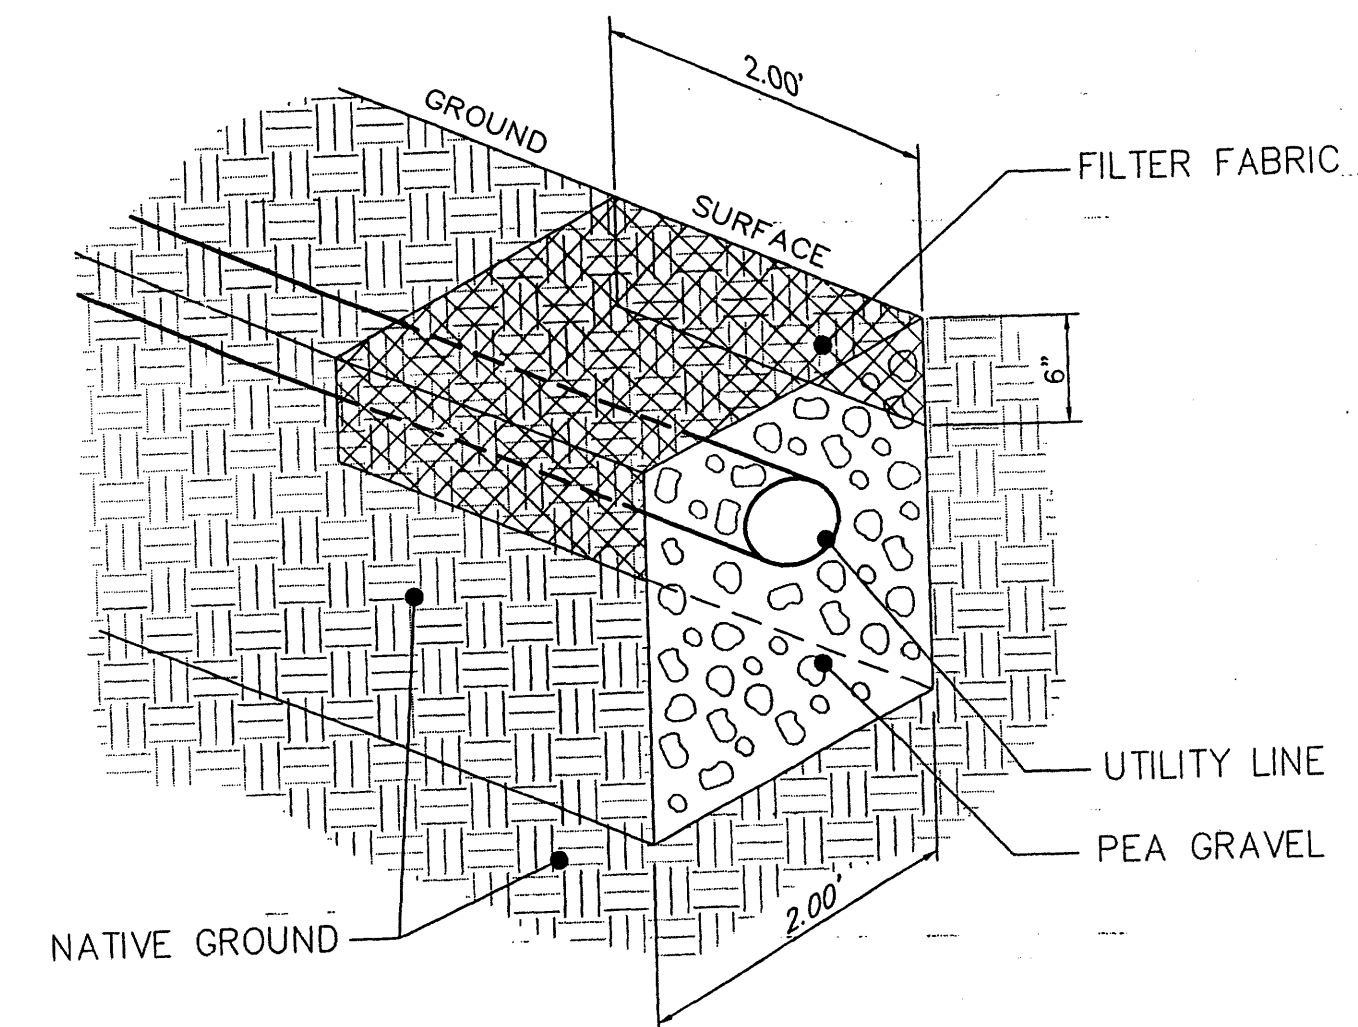 2.00'
GROUND
SURFACE
FILTER FABRIC
6"
UTILITY LINE
PEA GRAVEL
2.00'
NATIVE GROUND